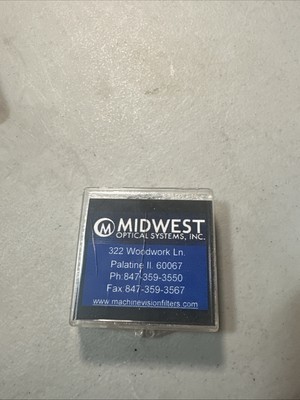 M MIDWEST
OPTICAL SYSTEMS, INC.
322 Woodwork Ln.
Palatine Il. 60067
Ph.847-359-3550
Fax 847-359-3567
www.machinevisionfilters.com